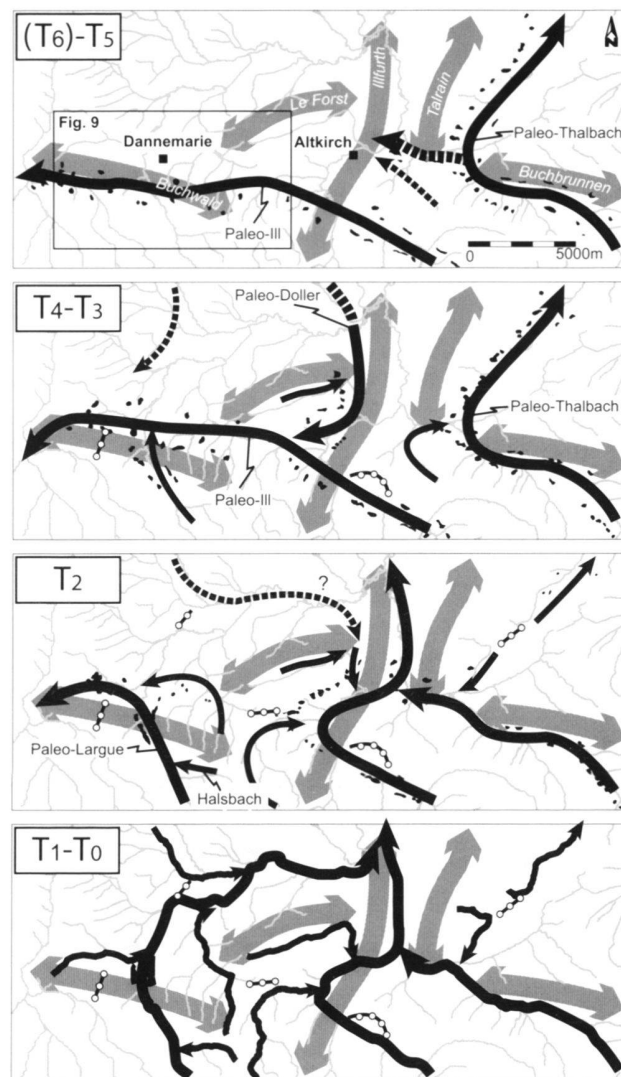 (T6)-T5
N
Illfurth
Talrain
Le Forst
Fig. 9
Dannemarie
Altkirch
Paleo-Thalbach
Buchwald
Buchbrunnen
Paleo-Ill
0
5000m
T4-T3
Paleo-Doller
Paleo-Thalbach
Paleo-Ill
T2
?
Paleo-Largue
Halsbach
T1-T0